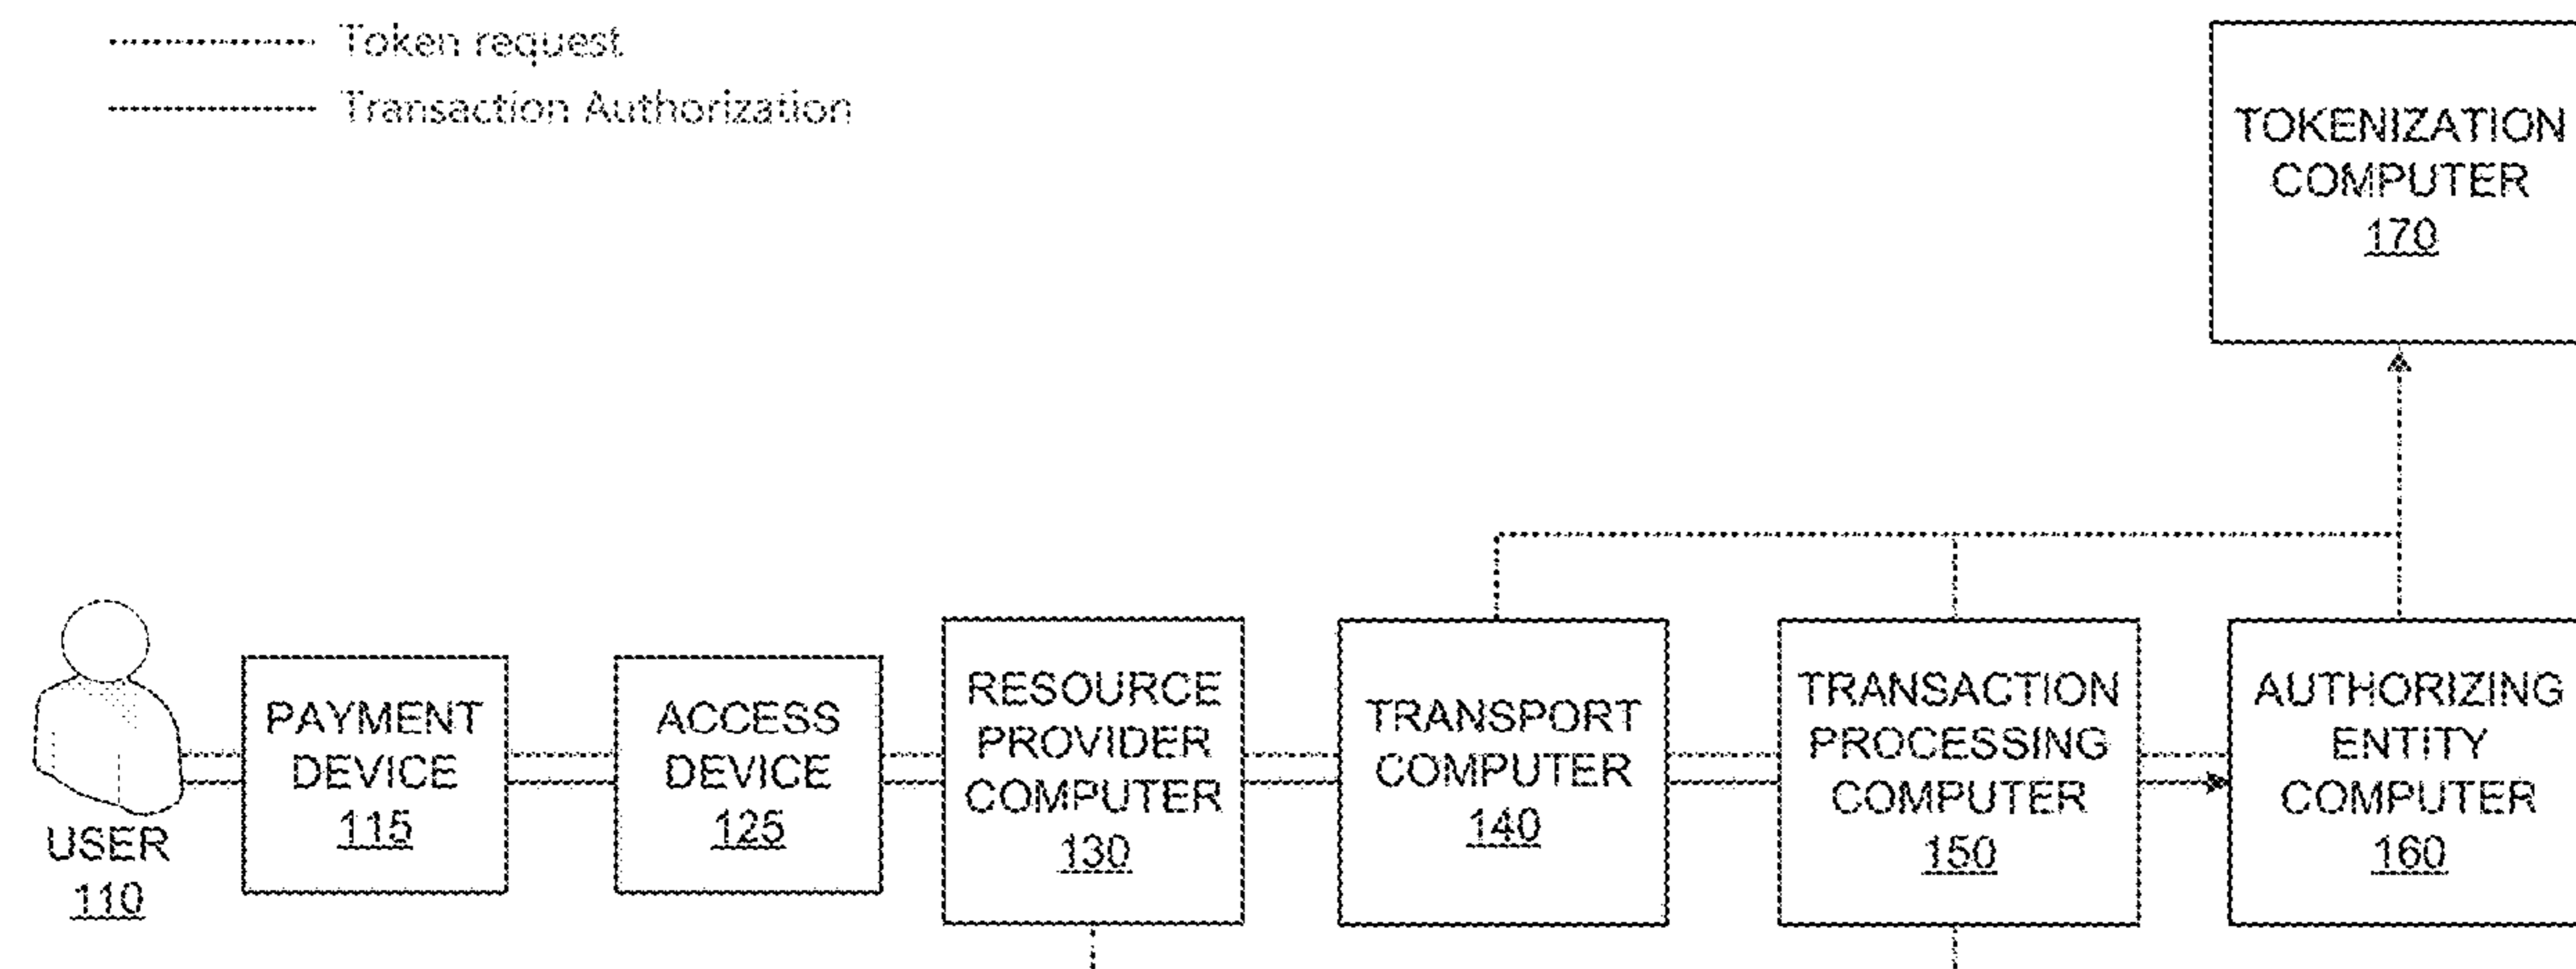 Token request
Transaction Authorization
TOKENIZATION
COMPUTER
170
USER
110
PAYMENT
DEVICE
115
ACCESS
DEVICE
125
RESOURCE
PROVIDER
COMPUTER
130
TRANSPORT
COMPUTER
140
TRANSACTION
PROCESSING
COMPUTER
150
AUTHORIZING
ENTITY
COMPUTER
160